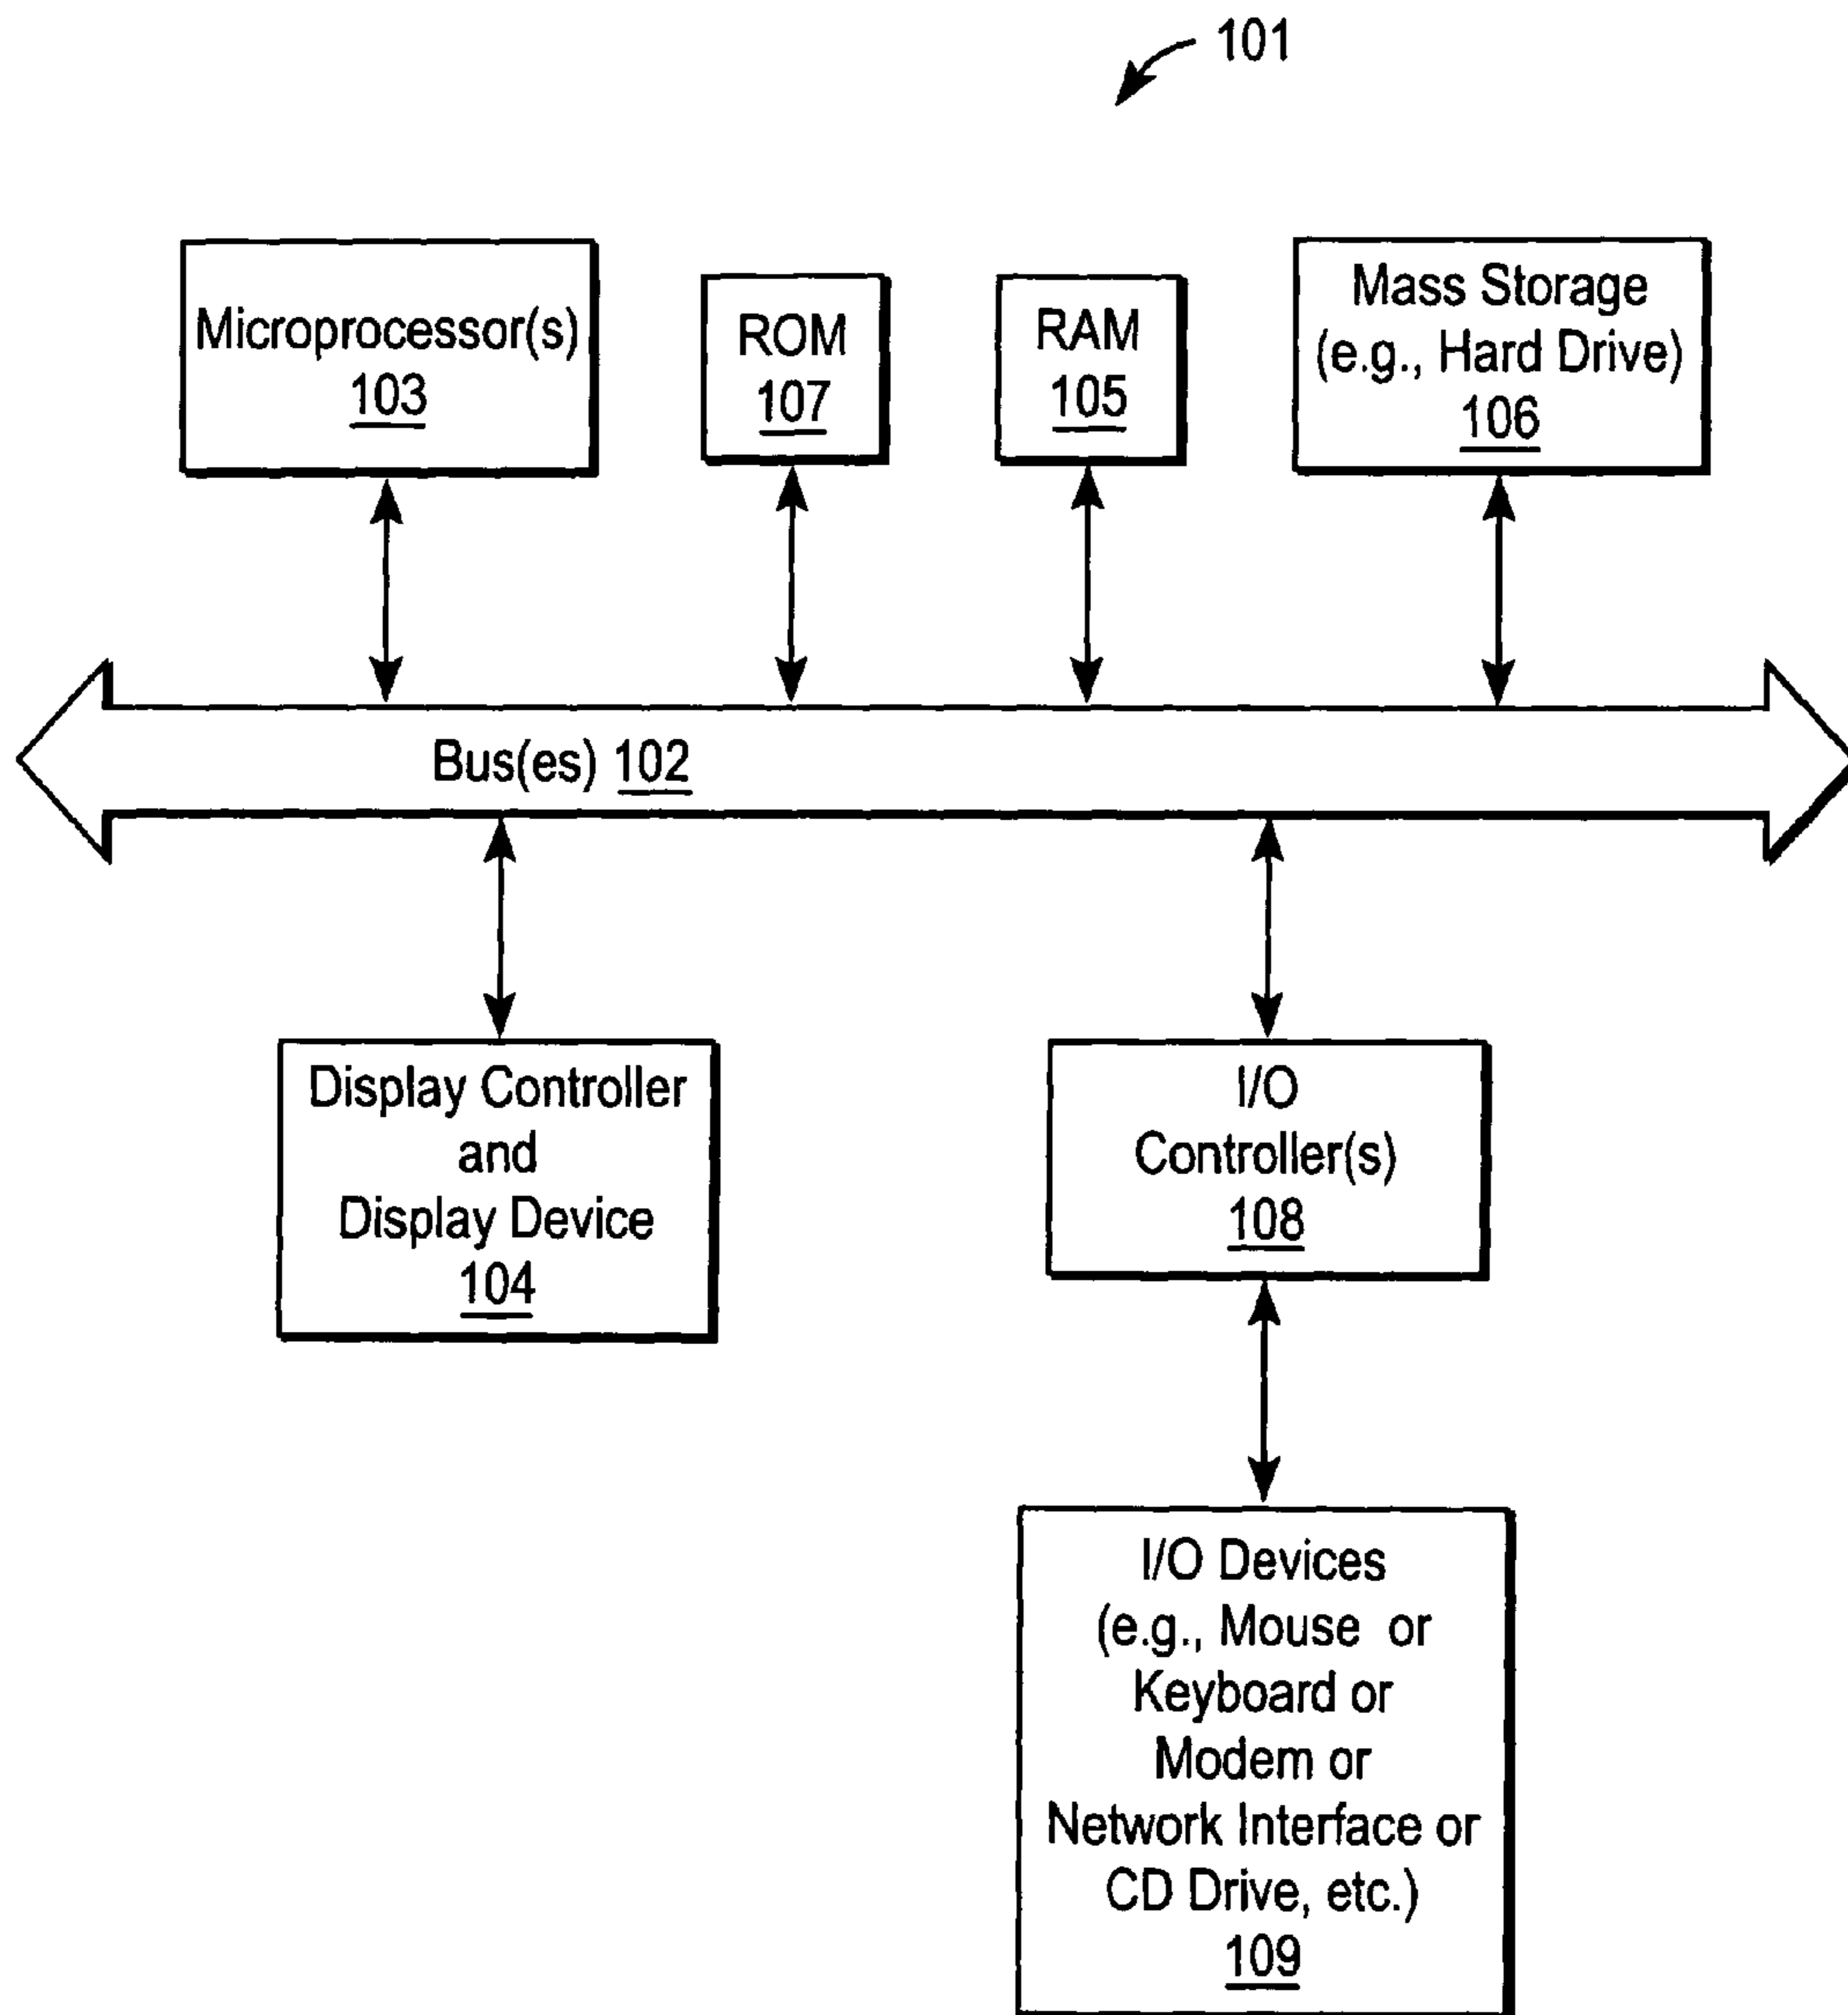 101
Microprocessor(s)
103
ROM
107
RAM
105
Mass Storage
(e.g., Hard Drive)
106
Bus(es) 102
Display Controller
and
Display Device
104
I/O
Controller(s)
108
I/O Devices
(e.g., Mouse or
Keyboard or
Modem or
Network Interface or
CD Drive, etc.)
109